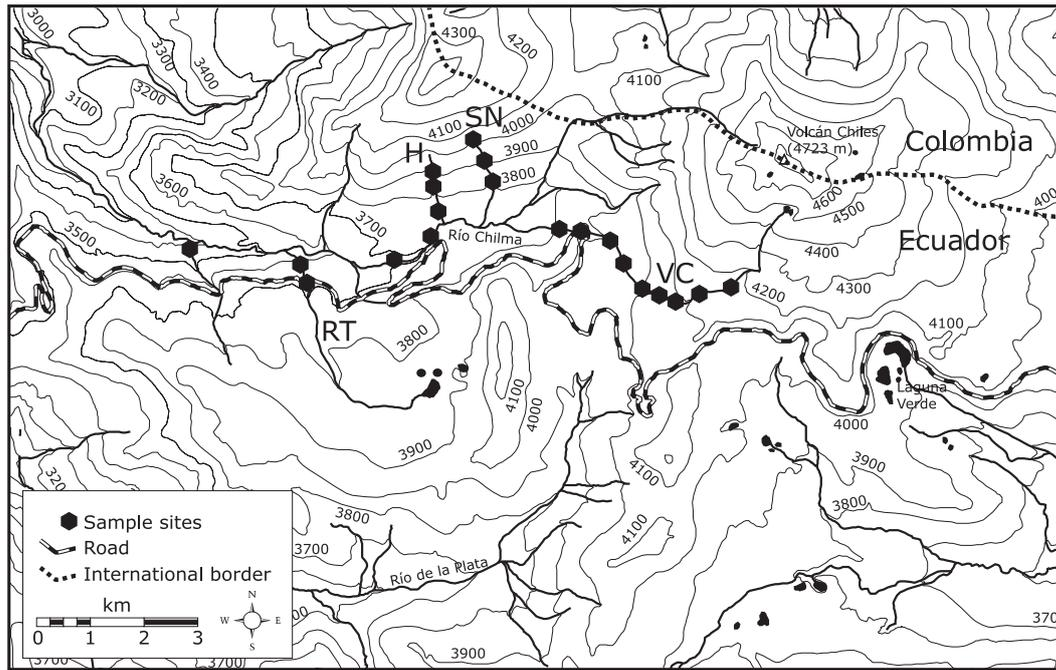 3000
3300
3400
3200
3100
3600
3500
3700
4300
4200
4100
4100
4000
3900
3800
SN
H
Volcán Chiles
(4723 m)
Colombia
4600
4500
4400
4300
4200
400
Ecuador
Río Chilma
VC
RT
3800
4100
4000
3900
4100
Laguna
Verde
4000
3900
3800
4100
4100
320
3800
3700
Río de la Plata
3900
370
00
3700
3700
Sample sites
Road
International border
km
0 1 2 3
N
W E
S